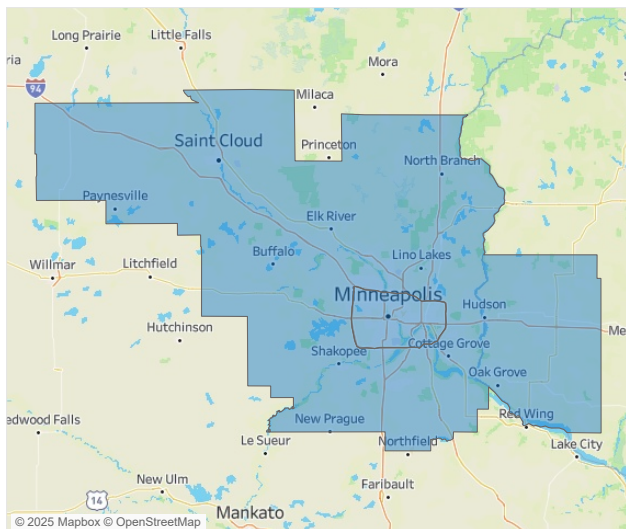 Long Prairie
Little Falls
Mora
94
Milaca
Saint Cloud
Princeton
North Branch
Paynesville
Elk River
Buffalo
Lino Lakes
Willmar
Litchfield
Minneapolis
Hudson
Hutchinson
Shakopee
Cottage Grove
Oak Grove
New Prague
Red Wing
edwood Falls
Le Sueur
Northfield
Lake City
New Ulm
Faribault
14
Mankato
© 2025 Mapbox © OpenStreetMap